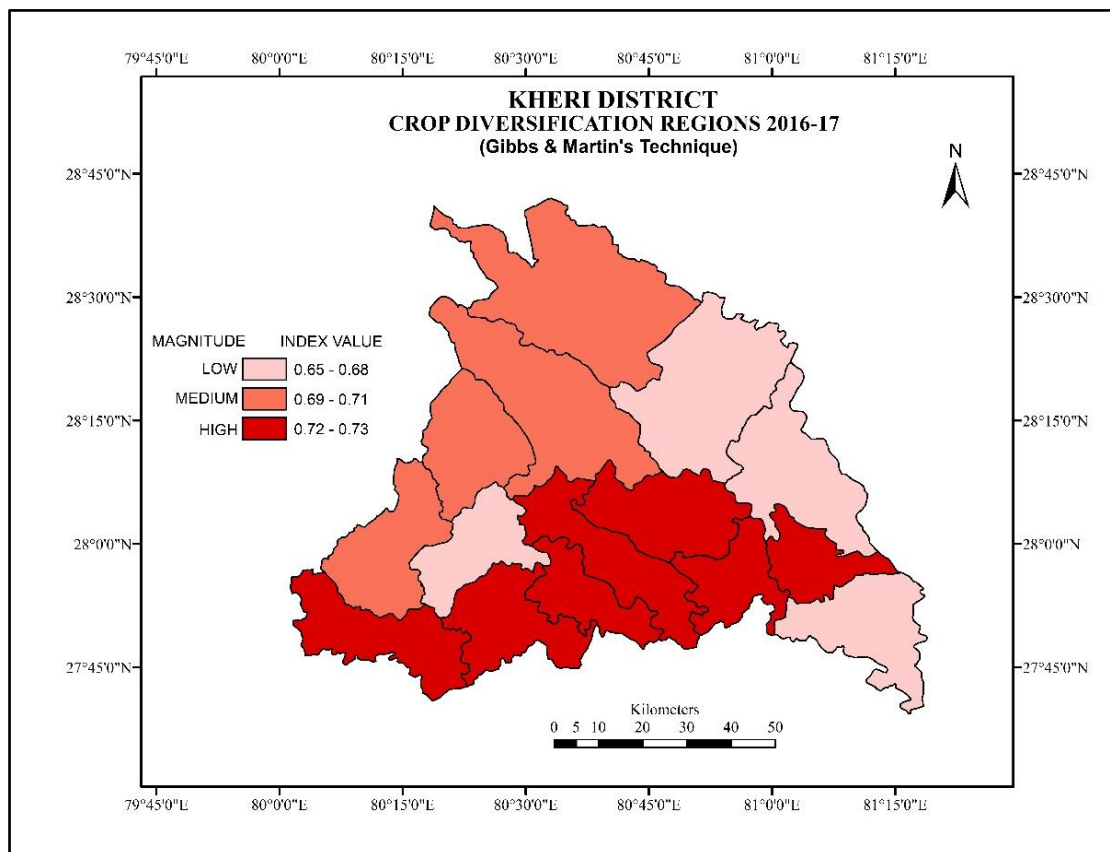 79°45'0"E 80°0'0"E 80°15'0"E 80°30'0"E 80°45'0"E 81°0'0"E 81°15'0"E
KHERI DISTRICT
CROP DIVERSIFICATION REGIONS 2016-17
(Gibbs & Martin's Technique)
N
28°45'0"N 28°45'0"N
28°30'0"N 28°30'0"N
MAGNITUDE INDEX VALUE
LOW 0.65 - 0.68
MEDIUM 0.69 - 0.71
HIGH 0.72 - 0.73
28°15'0"N 28°15'0"N
28°0'0"N 28°0'0"N
27°45'0"N 27°45'0"N
Kilometers
0 5 10 20 30 40 50
79°45'0"E 80°0'0"E 80°15'0"E 80°30'0"E 80°45'0"E 81°0'0"E 81°15'0"E